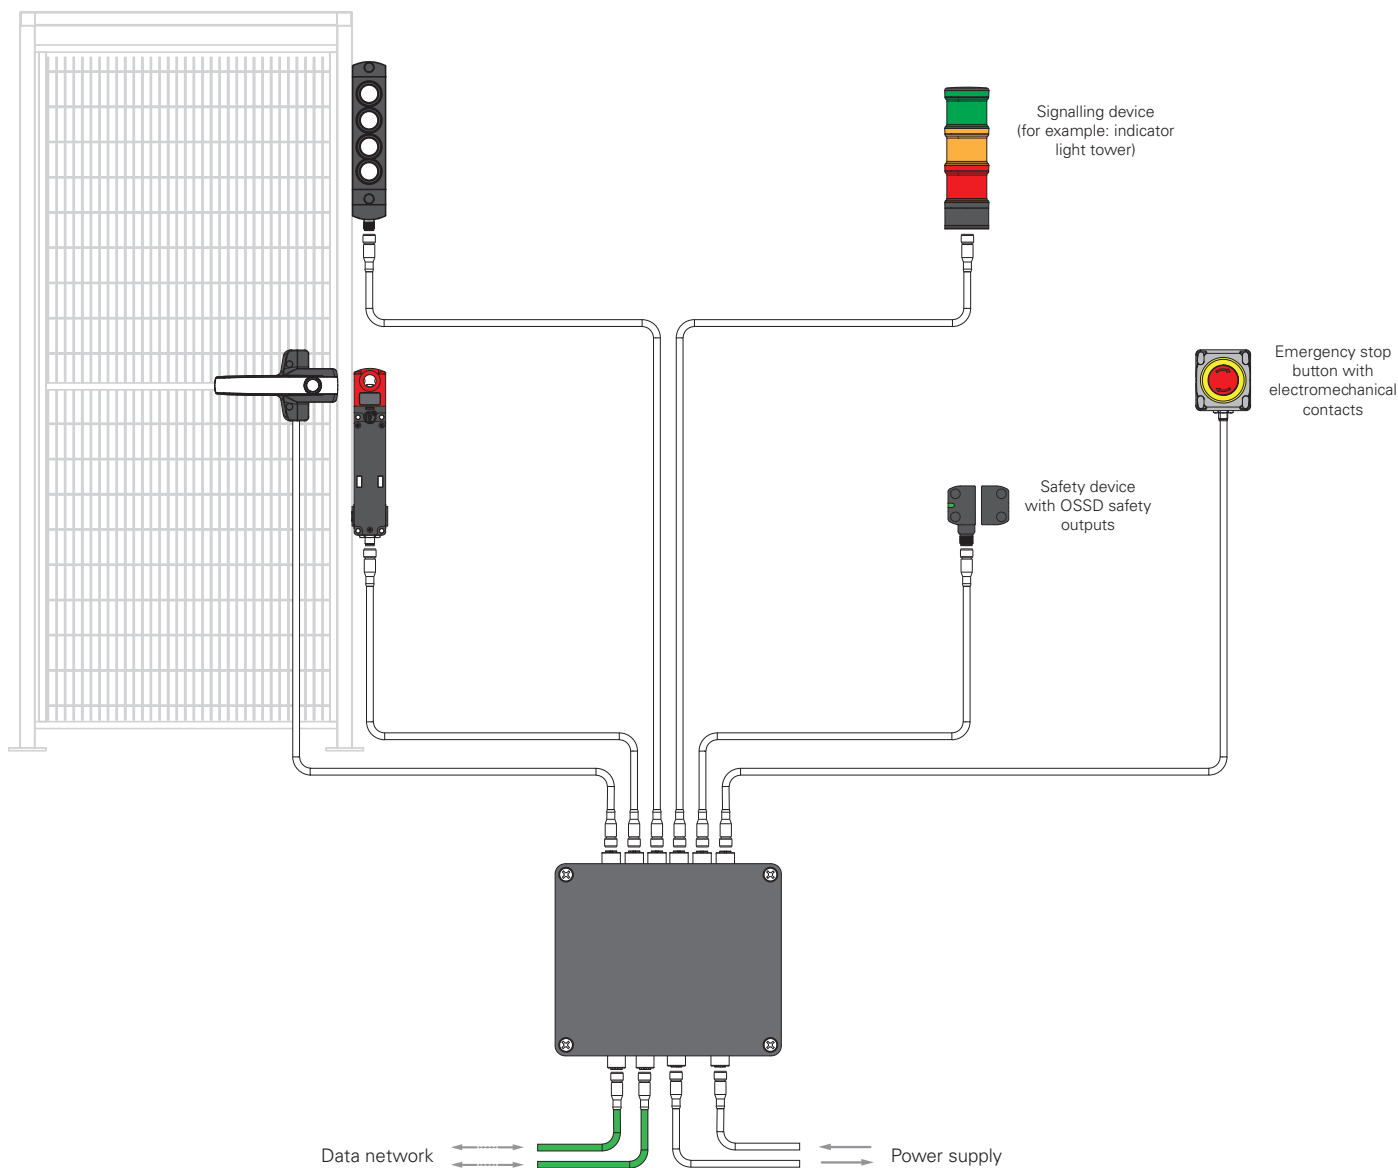 Signalling device
(for example: indicator
light tower)
Emergency stop
button with
electromechanical
contacts
Safety device
with OSSD safety
outputs
Data network
Power supply